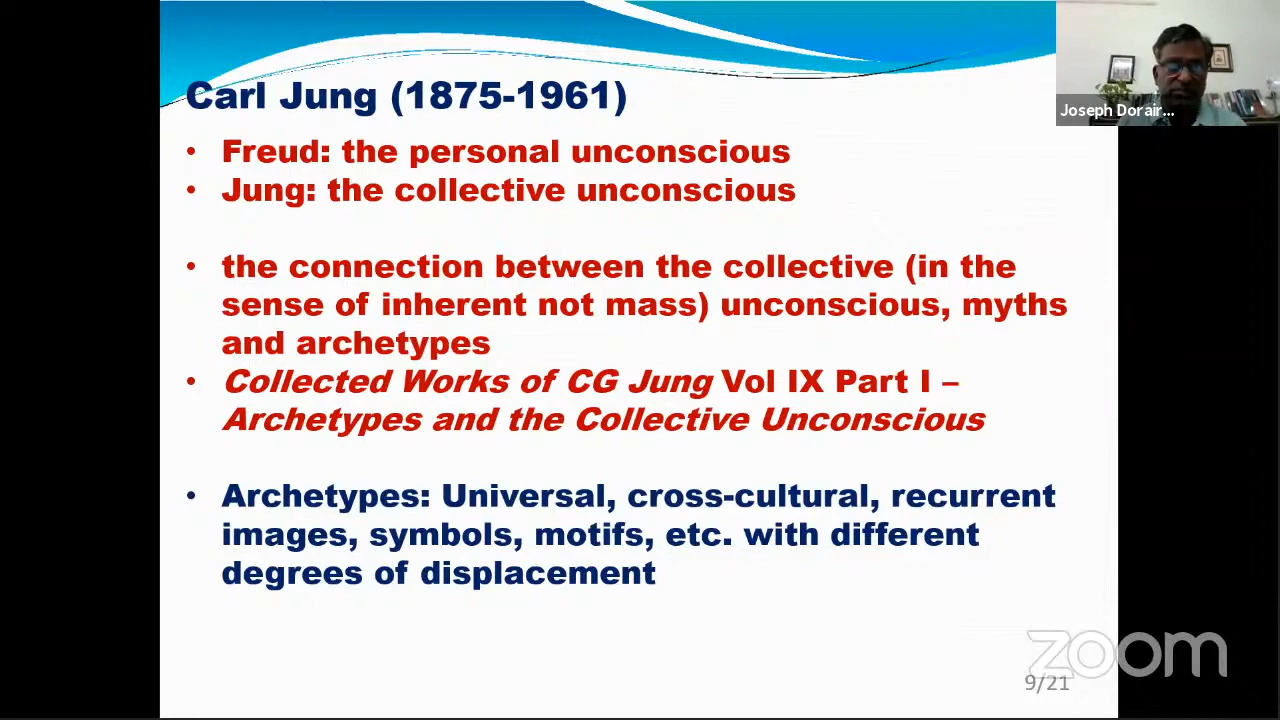 Carl Jung (1875-1961)
• Freud: the personal unconscious
• Jung: the collective unconscious
• the connection between the collective (in the
sense of inherent not mass) unconscious, myths
and archetypes
• Collected Works of CG Jung Vol IX Part I –
Archetypes and the Collective Unconscious
• Archetypes: Universal, cross-cultural, recurrent
images, symbols, motifs, etc. with different
degrees of displacement
Joseph Dorair...
zoom
9/21